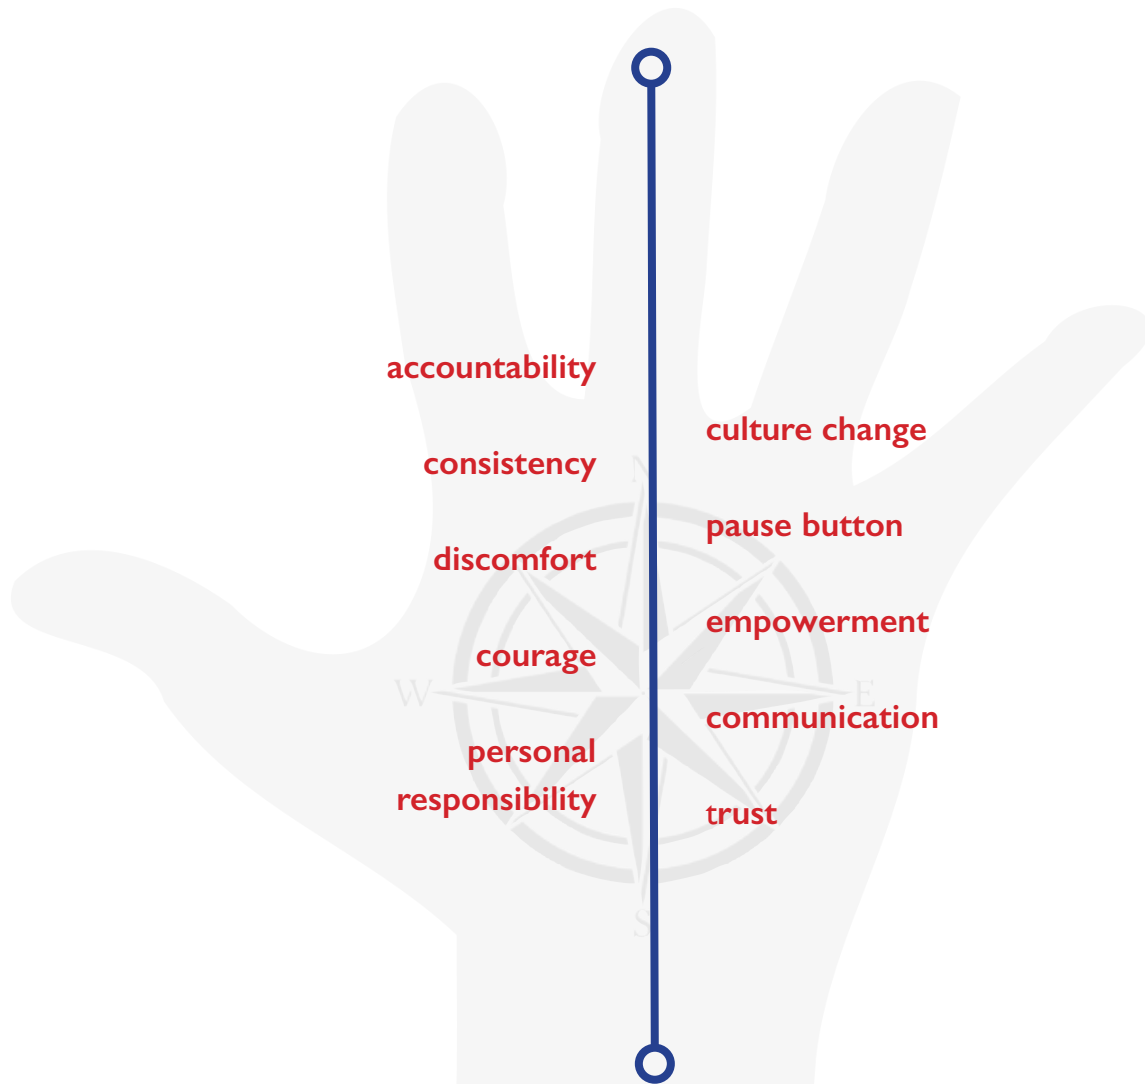 accountability
consistency
discomfort
courage
personal
responsibility
culture change
pause button
empowerment
communication
trust
N
W
E
S